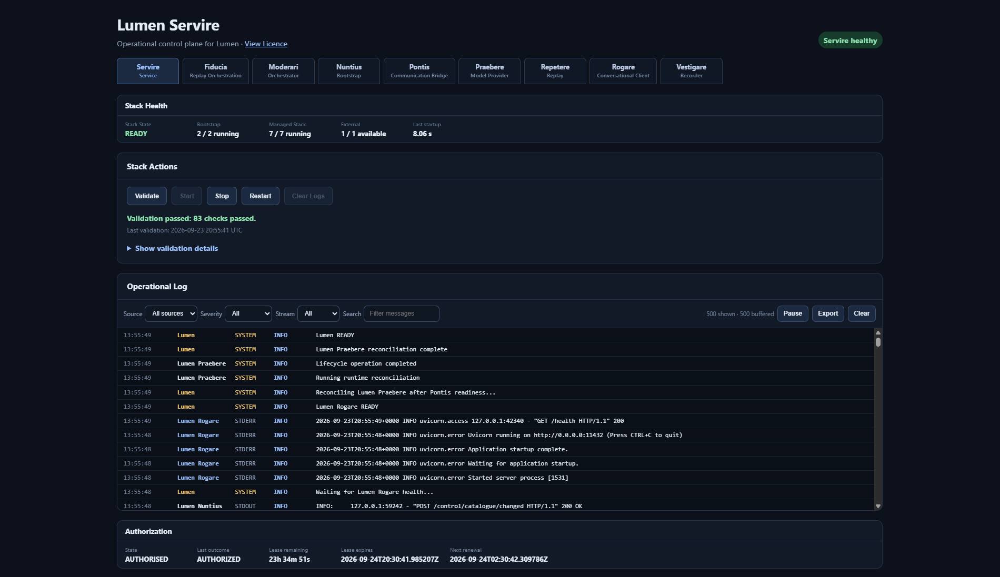 Lumen Servire
Operational control plane for Lumen · View Licence
Servire healthy
Servire
Service
Fiducia
Replay Orchestration
Moderari
Orchestrator
Nuntius
Bootstrap
Pontis
Communication Bridge
Praebere
Model Provider
Repetere
Replay
Rogare
Conversational Client
Vestigare
Recorder
Stack Health
Stack State
READY
Bootstrap
2 / 2 running
Managed Stack
7 / 7 running
External
1 / 1 available
Last startup
8.06 s
Stack Actions
Validate Start Stop Restart Clear Logs
Validation passed: 83 checks passed.
Last validation: 2026-09-23 20:55:41 UTC
Show validation details
Operational Log
Source All sources Severity All Stream All Search Filter messages 500 shown · 500 buffered Pause Export Clear
13:55:49 Lumen SYSTEM INFO Lumen READY
13:55:49 Lumen SYSTEM INFO Lumen Praebere reconciliation complete
13:55:49 Lumen Praebere SYSTEM INFO Lifecycle operation completed
13:55:49 Lumen Praebere SYSTEM INFO Running runtime reconciliation
13:55:49 Lumen SYSTEM INFO Reconciling Lumen Praebere after Pontis readiness...
13:55:49 Lumen SYSTEM INFO Lumen Rogare READY
13:55:49 Lumen Rogare STDERR INFO 2026-09-23T20:55:49+0000 INFO uvicorn.access 127.0.0.1:42340 - "GET /health HTTP/1.1" 200
13:55:48 Lumen Rogare STDERR INFO 2026-09-23T20:55:48+0000 INFO uvicorn.error Uvicorn running on http://0.0.0.0:11432 (Press CTRL+C to quit)
13:55:48 Lumen Rogare STDERR INFO 2026-09-23T20:55:48+0000 INFO uvicorn.error Application startup complete.
13:55:48 Lumen Rogare STDERR INFO 2026-09-23T20:55:48+0000 INFO uvicorn.error Waiting for application startup.
13:55:48 Lumen Rogare STDERR INFO 2026-09-23T20:55:48+0000 INFO uvicorn.error Started server process [1531]
13:55:48 Lumen SYSTEM INFO Waiting for Lumen Rogare health...
13:55:48 Lumen Nuntius STDOUT INFO INFO: 127.0.0.1:59242 - "POST /control/catalogue/changed HTTP/1.1" 200 OK
Authorization
State
AUTHORISED
Last outcome
AUTHORIZED
Lease remaining
23h 34m 51s
Lease expires
2026-09-24T20:30:41.985207Z
Next renewal
2026-09-24T02:30:42.309786Z